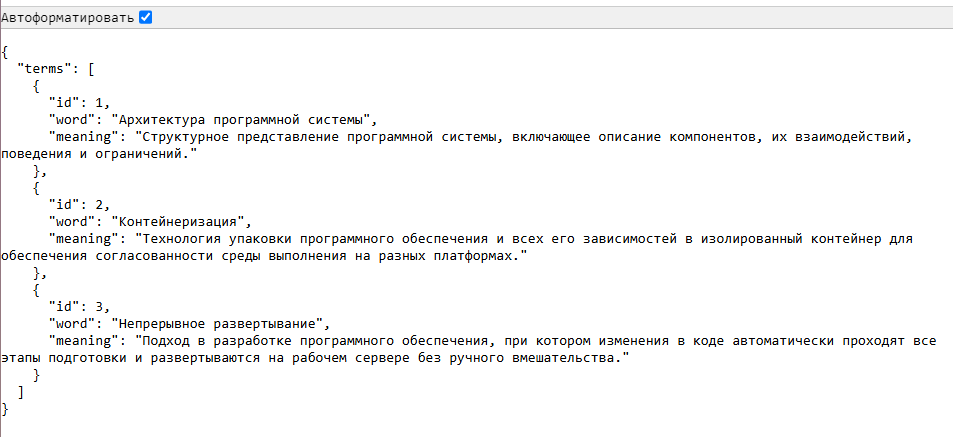 Автоформатировать
{
  "terms": [
    {
      "id": 1,
      "word": "Архитектура программной системы",
      "meaning": "Структурное представление программной системы, включающее описание компонентов, их взаимодействий,
поведения и ограничений."
    },
    {
      "id": 2,
      "word": "Контейнеризация",
      "meaning": "Технология упаковки программного обеспечения и всех его зависимостей в изолированный контейнер для
обеспечения согласованности среды выполнения на разных платформах."
    },
    {
      "id": 3,
      "word": "Непрерывное развертывание",
      "meaning": "Подход в разработке программного обеспечения, при котором изменения в коде автоматически проходят все
этапы подготовки и развертываются на рабочем сервере без ручного вмешательства."
    }
  ]
}